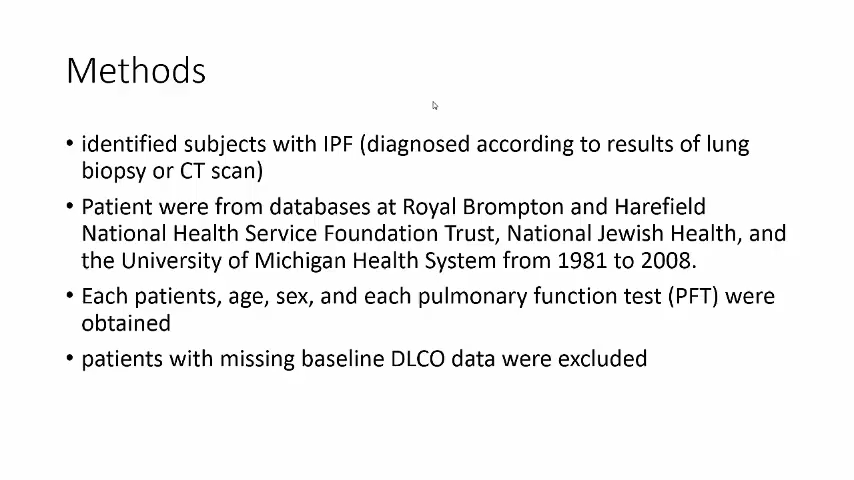 Methods
• identified subjects with IPF (diagnosed according to results of lung
biopsy or CT scan)
• Patient were from databases at Royal Brompton and Harefield
National Health Service Foundation Trust, National Jewish Health, and
the University of Michigan Health System from 1981 to 2008.
• Each patients, age, sex, and each pulmonary function test (PFT) were
obtained
• patients with missing baseline DLCO data were excluded